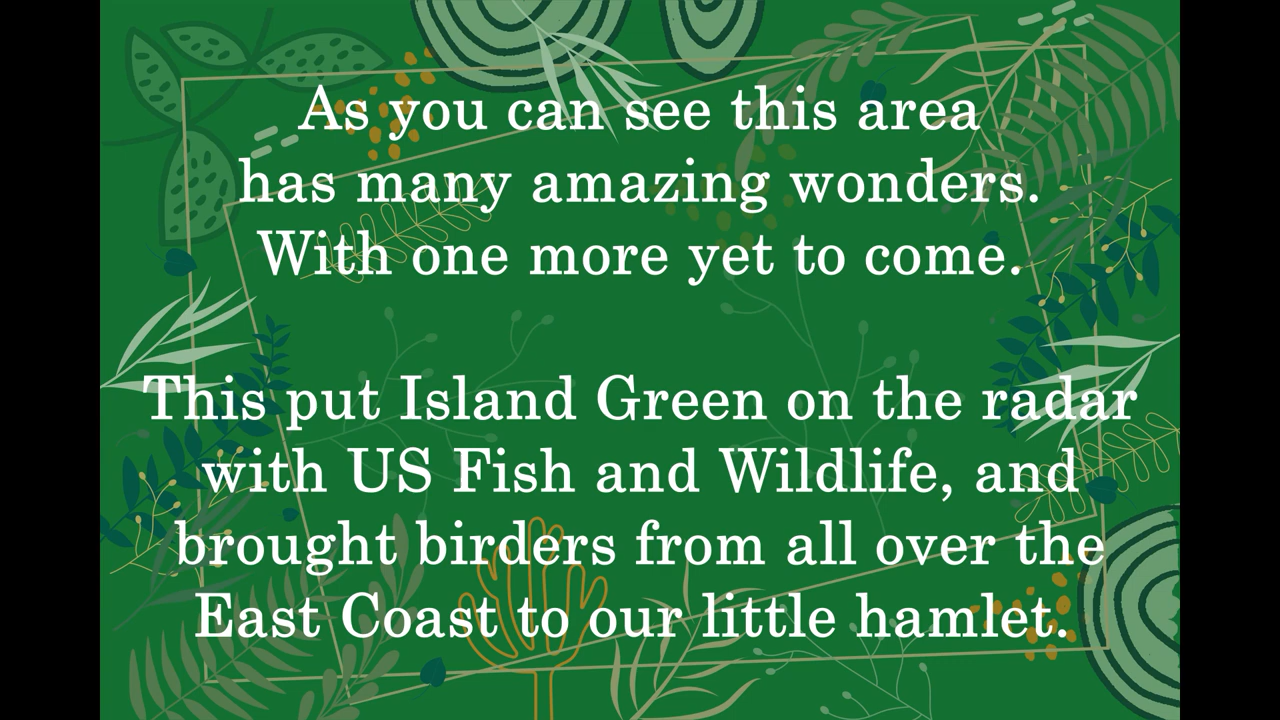 As you can see this area
has many amazing wonders.
With one more yet to come.
This put Island Green on the radar
with US Fish and Wildlife, and
brought birders from all over the
East Coast to our little hamlet.